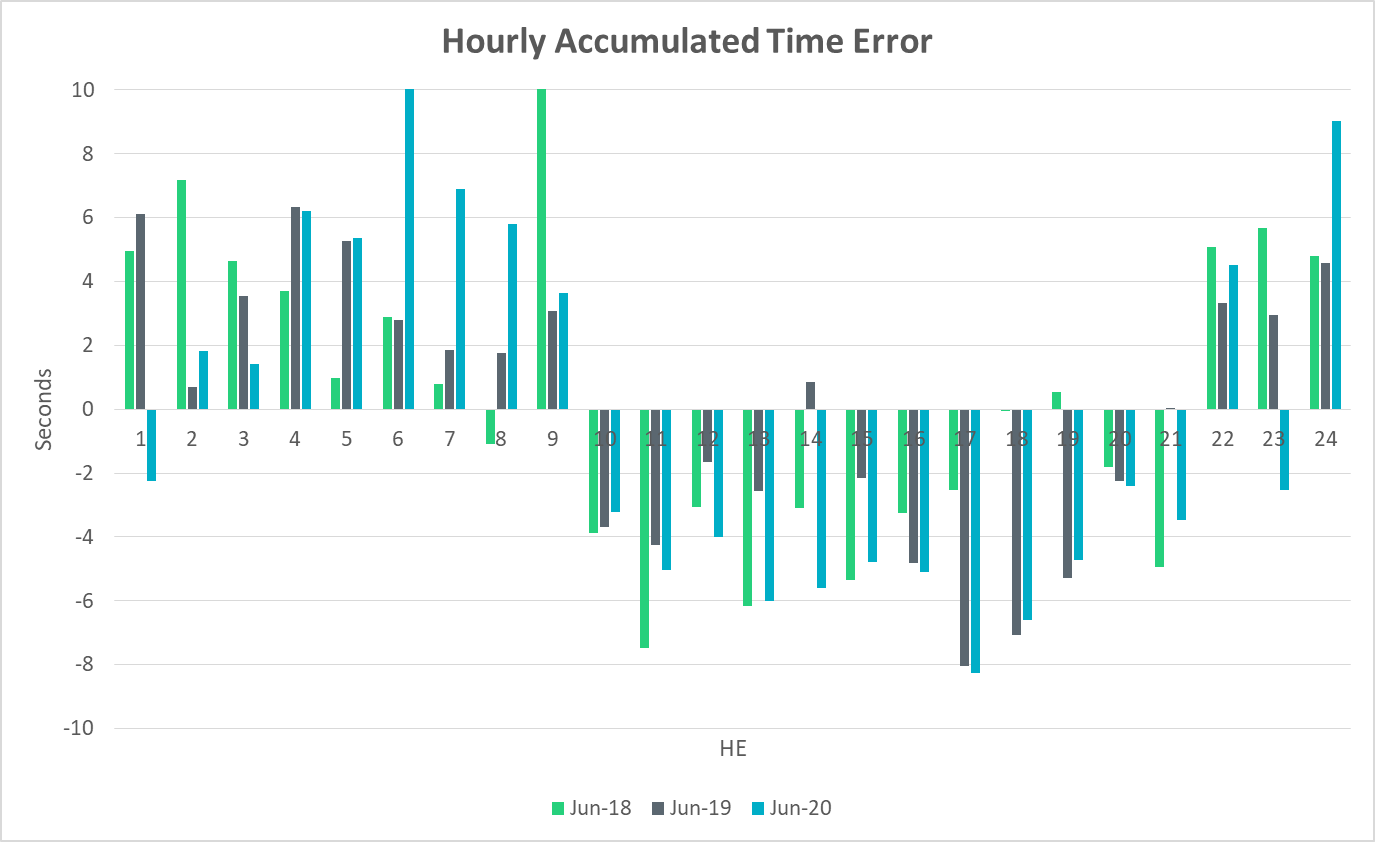 Hourly Accumulated Time Error
10
8
6
4
2
0
-2
-4
-6
-8
-10
Seconds
1 2 3 4 5 6 7 8 9 10 11 12 13 14 15 16 17 18 19 20 21 22 23 24
HE
Jun-18 Jun-19 Jun-20